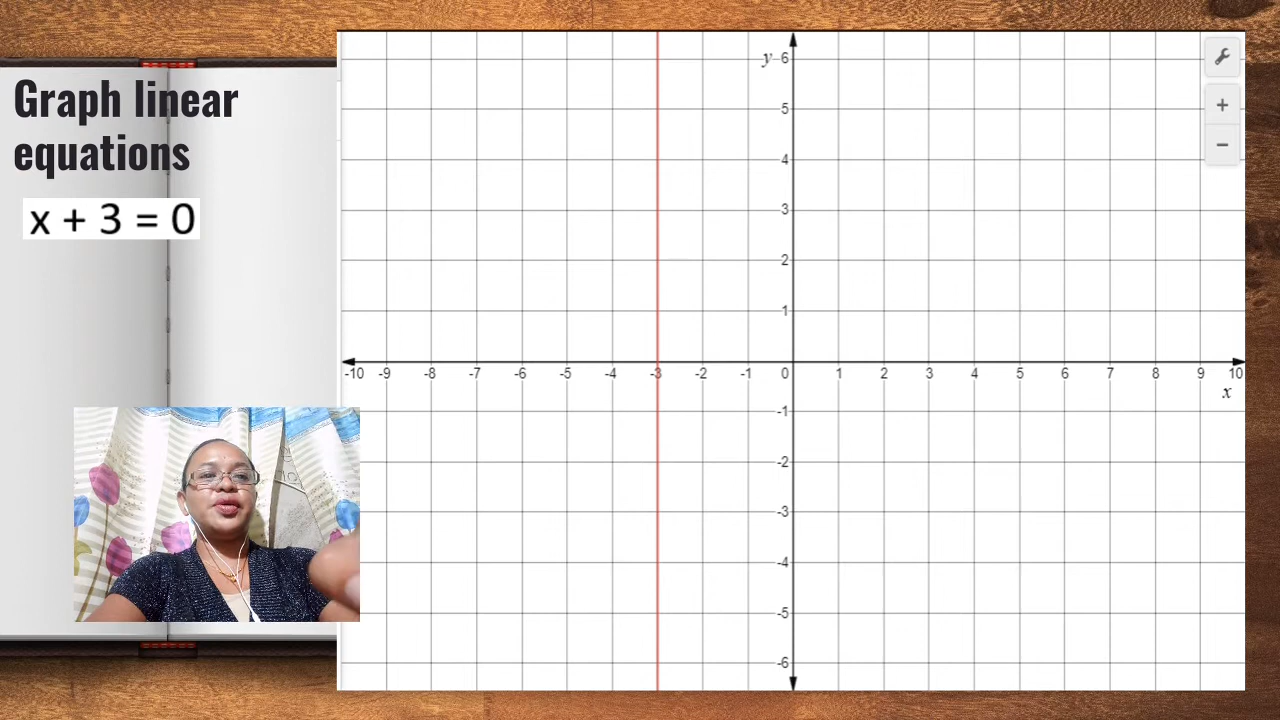 Graph linear
equations
x + 3 = 0
y
6
5
4
3
2
1
-10 -9 -8 -7 -6 -5 -4 -3 -2 -1 0 1 2 3 4 5 6 7 8 9 10
x
-1
-2
-3
-4
-5
-6
+
−